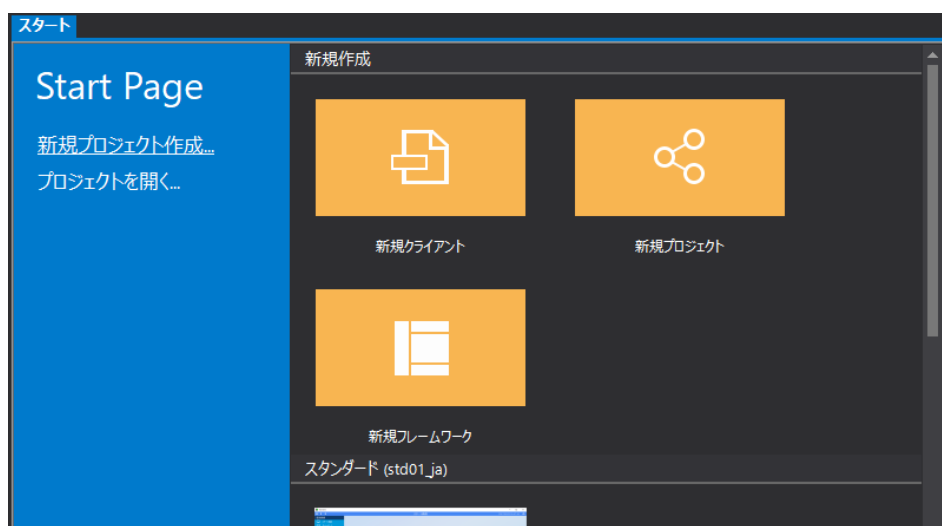 スタート
Start Page
新規プロジェクト作成...
プロジェクトを開く...
新規作成
新規クライアント
新規プロジェクト
新規フレームワーク
スタンダード (std01_ja)